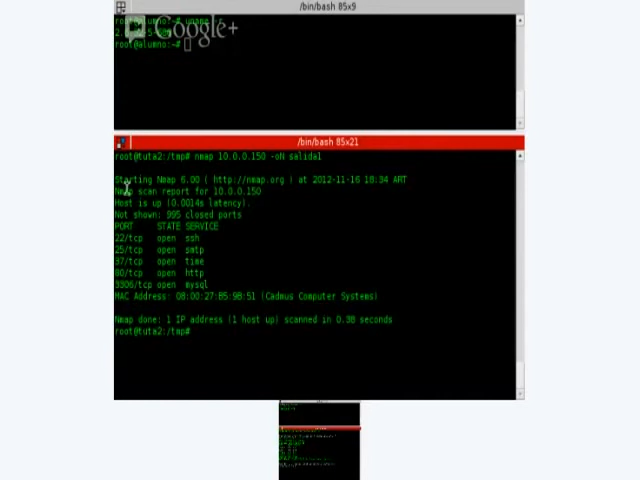 /bin/bash 85x9
root@alumno:~# uname -r
Google+
root@alumno:~#
/bin/bash 85x21
root@tuta2:/tmp# nmap 10.0.0.150 -oN salida1
Starting Nmap 6.00 ( http://nmap.org ) at 2012-11-16 18:34 ART
Nmap scan report for 10.0.0.150
Host is up (0.0014s latency).
Not shown: 995 closed ports
PORT STATE SERVICE
22/tcp open ssh
25/tcp open smtp
37/tcp open time
80/tcp open http
3306/tcp open mysql
MAC Address: 08:00:27:B5:9B:51 (Cadmus Computer Systems)
Nmap done: 1 IP address (1 host up) scanned in 0.38 seconds
root@tuta2:/tmp#